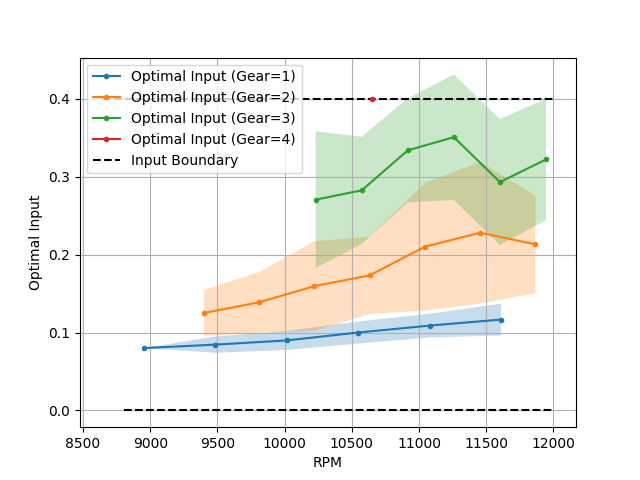 Optimal Input (Gear=1)
Optimal Input (Gear=2)
Optimal Input (Gear=3)
Optimal Input (Gear=4)
Input Boundary
0.4
0.3
0.2
0.1
0.0
Optimal Input
8500 9000 9500 10000 10500 11000 11500 12000
RPM